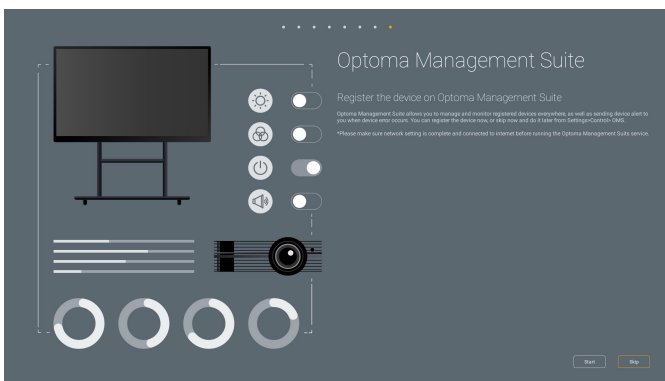 Optoma Management Suite
Register the device on Optoma Management Suite
Optoma Management Suite allows you to manage and monitor registered devices everywhere, as well as sending device alert to
you when device error occurs. You can register the device now, or skip now and do it later from Settings>Control> OMS.
*Please make sure network setting is complete and connected to internet before running the Optoma Management Suits service.
Start Skip